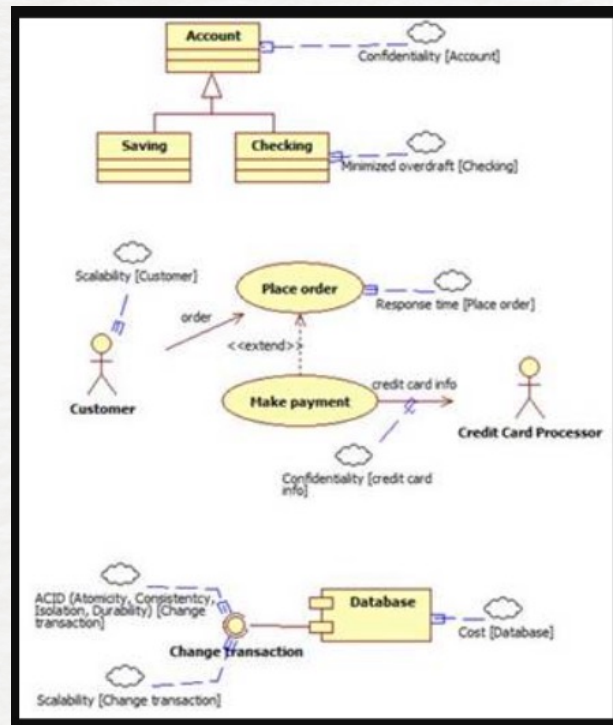 Account
Confidentiality [Account]
Saving
Checking
Minimized overdraft [Checking]
Scalability [Customer]
Place order
Response time [Place order]
order
<<extend>>
Customer
Make payment
credit card info
Credit Card Processor
Confidentiality [credit card
info]
ACID (Atomicity, Consistentcy,
Isolation, Durability) [Change
transaction]
Database
Cost [Database]
Change transaction
Scalability [Change transaction]